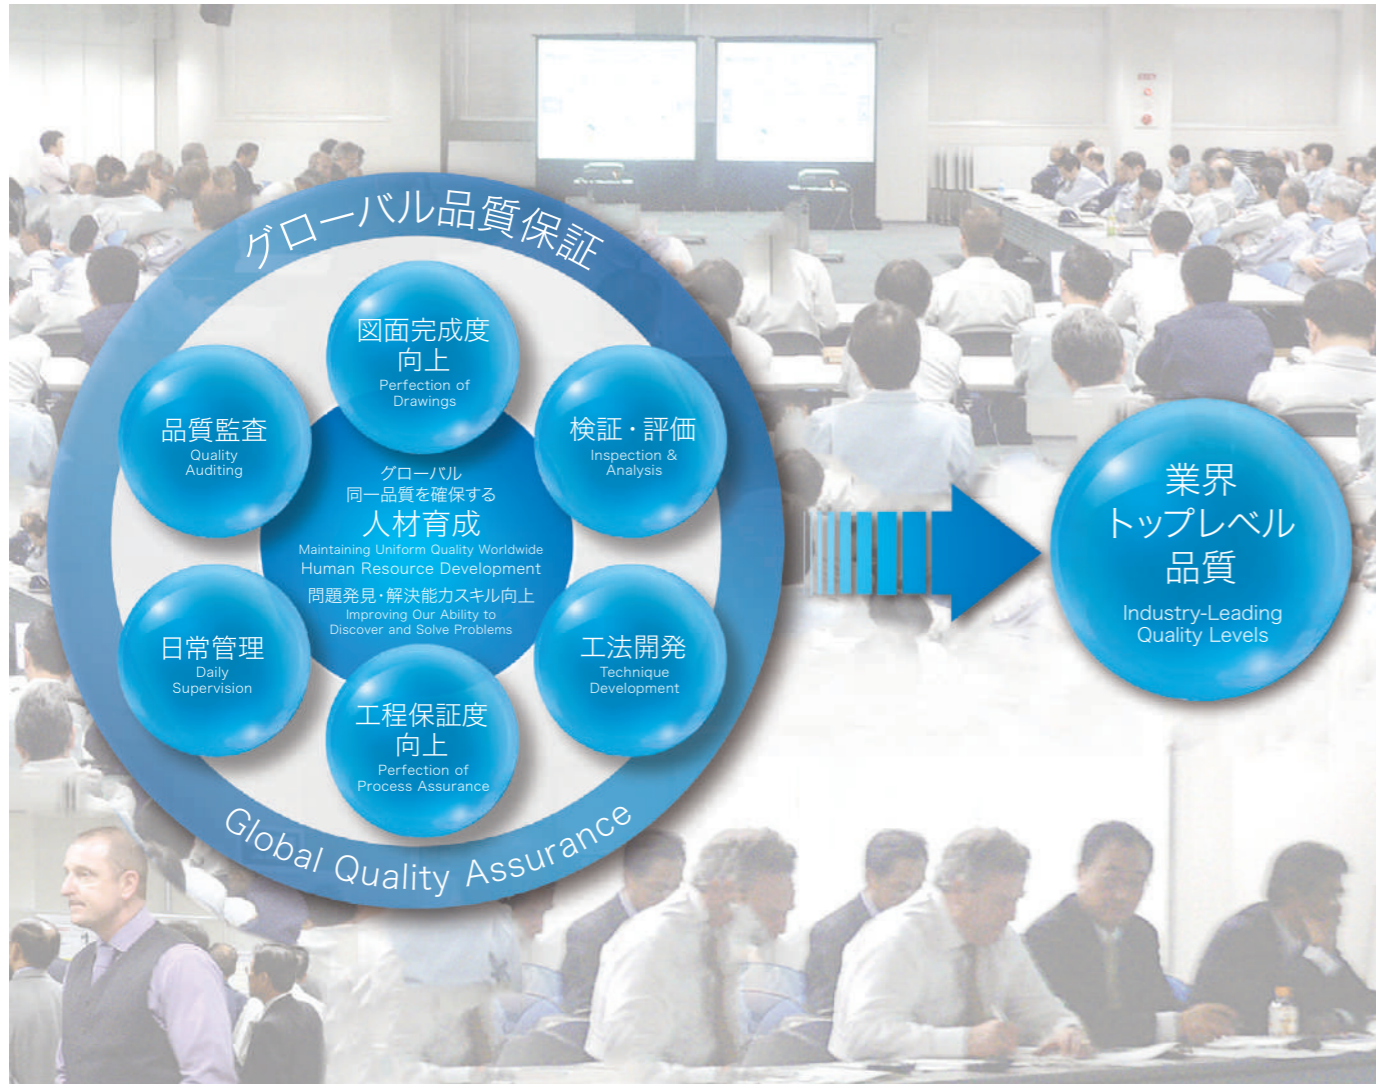 グローバル品質保証
図面完成度
向上
Perfection of
Drawings
検証・評価
Inspection &
Analysis
工法開発
Technique
Development
工程保証度
向上
Perfection of
Process Assurance
日常管理
Daily
Supervision
品質監査
Quality
Auditing
グローバル
同一品質を確保する
人材育成
Maintaining Uniform Quality Worldwide
Human Resource Development
問題発見・解決能力スキル向上
Improving Our Ability to
Discover and Solve Problems
Global Quality Assurance
業界
トップレベル
品質
Industry-Leading
Quality Levels